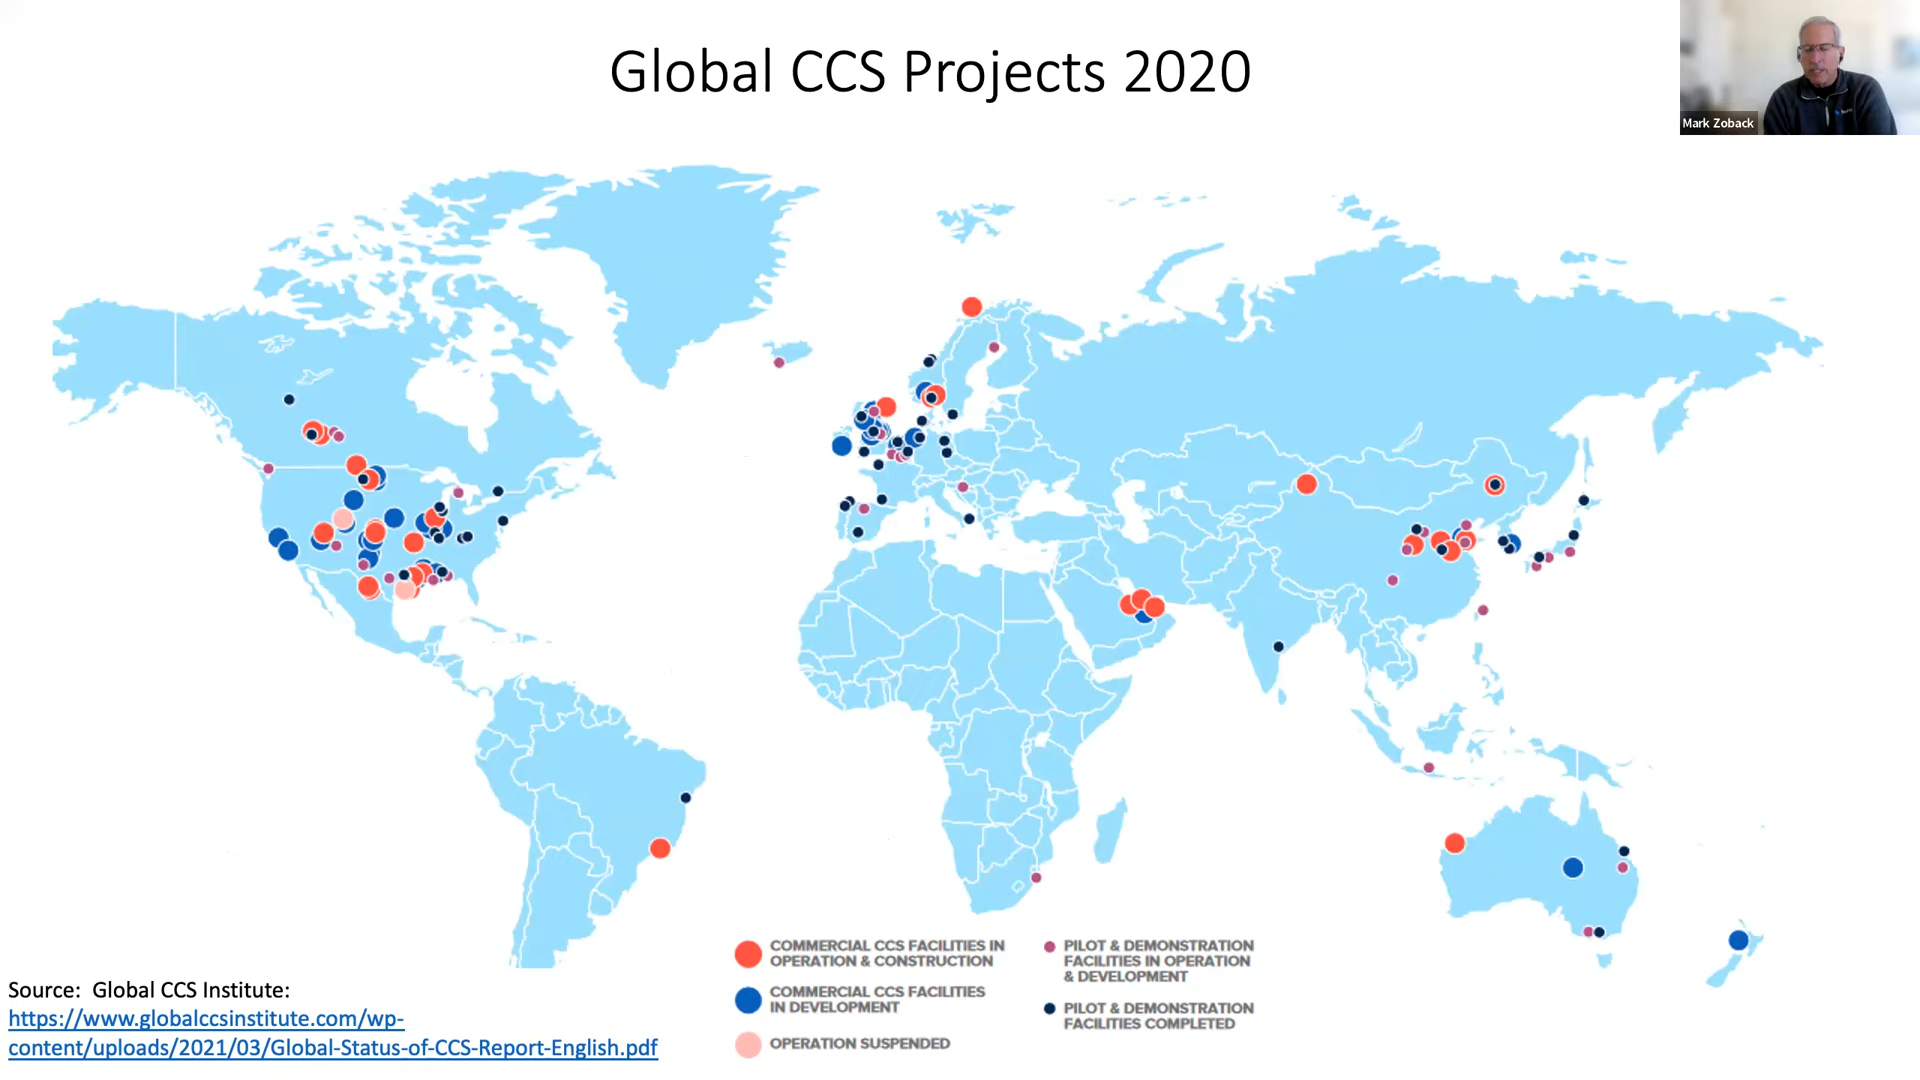 Global CCS Projects 2020
Mark Zoback
COMMERCIAL CCS FACILITIES IN
OPERATION & CONSTRUCTION
COMMERCIAL CCS FACILITIES
IN DEVELOPMENT
OPERATION SUSPENDED
PILOT & DEMONSTRATION
FACILITIES IN OPERATION
& DEVELOPMENT
PILOT & DEMONSTRATION
FACILITIES COMPLETED
Source:  Global CCS Institute:
https://www.globalccsinstitute.com/wp-
content/uploads/2021/03/Global-Status-of-CCS-Report-English.pdf